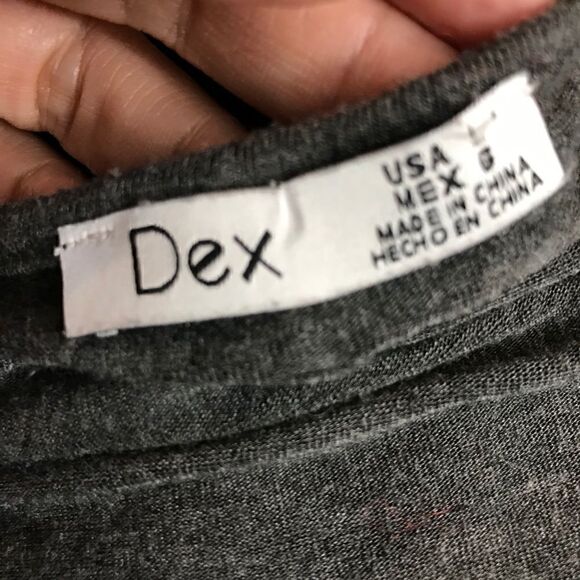 Dex
USA L
MEX G
MADE IN CHINA
HECHO EN CHINA